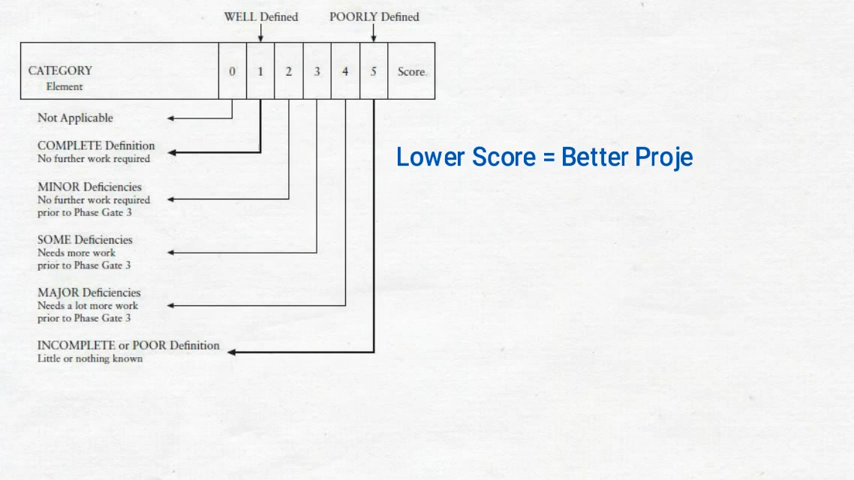 WELL Defined POORLY Defined
CATEGORY
Element
0 1 2 3 4 5 Score
Not Applicable
COMPLETE Definition
No further work required
MINOR Deficiencies
No further work required
prior to Phase Gate 3
SOME Deficiencies
Needs more work
prior to Phase Gate 3
MAJOR Deficiencies
Needs a lot more work
prior to Phase Gate 3
INCOMPLETE or POOR Definition
Little or nothing known
Lower Score = Better Proje